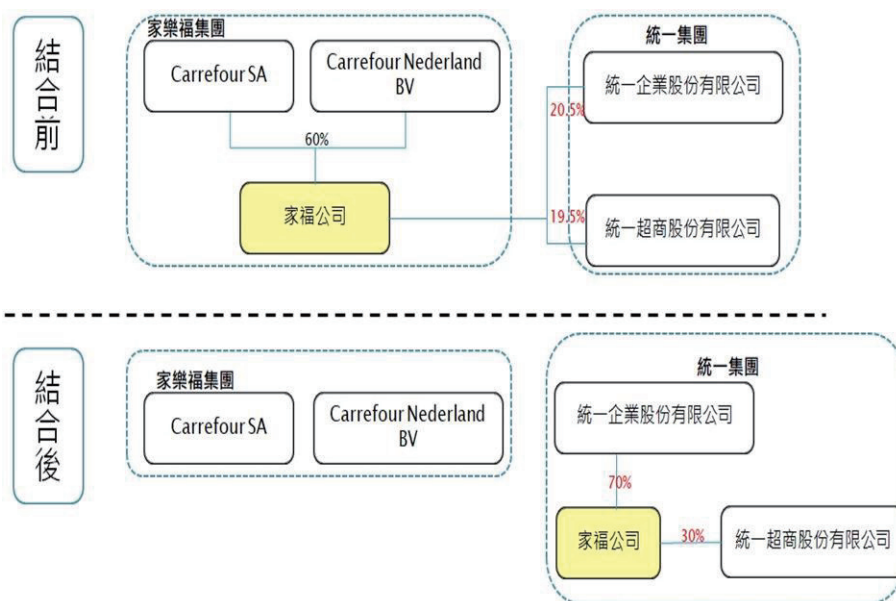 結合前
家樂福集團
Carrefour SA
Carrefour Nederland
BV
60%
家福公司
統一集團
20.5%
統一企業股份有限公司
19.5%
統一超商股份有限公司
結合後
家樂福集團
Carrefour SA
Carrefour Nederland
BV
統一集團
統一企業股份有限公司
70%
家福公司
30%
統一超商股份有限公司